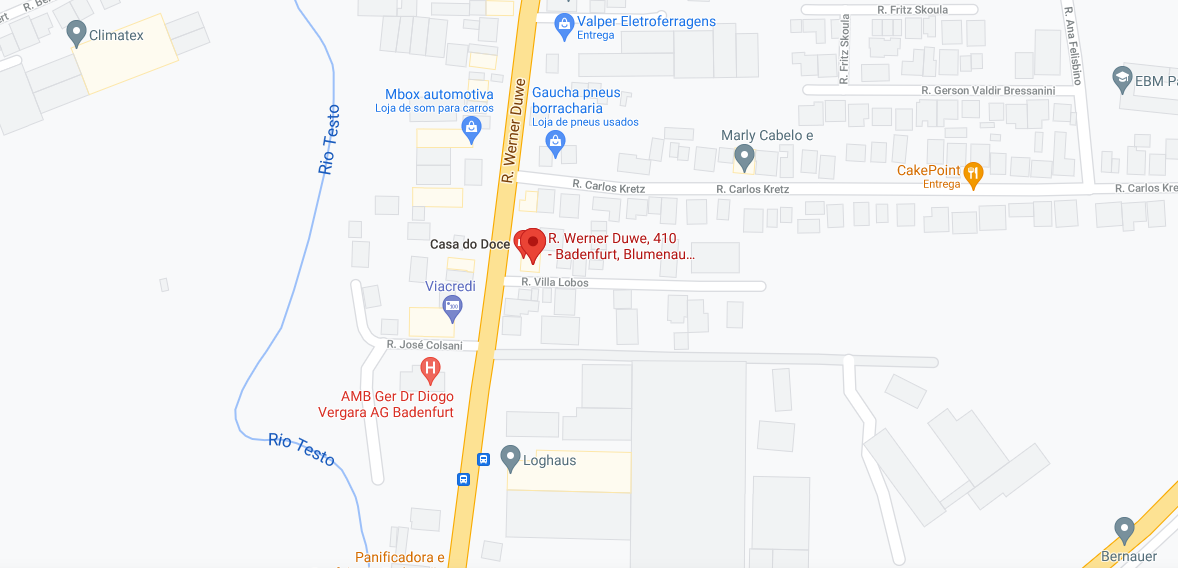 R. Be
Climatex
Rio Testo
Valper Eletroferragens
Entrega
R. Fritz Skoula
R. Fritz Skoula
R. Ana Felisbino
EBM Pa
R. Gerson Valdir Bressanini
Mbox automotiva
Loja de som para carros
R. Werner Duwe
Gaucha pneus
borracharia
Loja de pneus usados
Marly Cabelo e
CakePoint
Entrega
R. Carlos Kretz
R. Carlos Kretz
R. Carlos Kre
Casa do Doce
R. Werner Duwe, 410
- Badenfurt, Blumenau...
R. Villa Lobos
Viacredi
R. José Colsani
H
AMB Ger Dr Diogo
Vergara AG Badenfurt
Rio Testo
Loghaus
Panificadora e
Bernauer